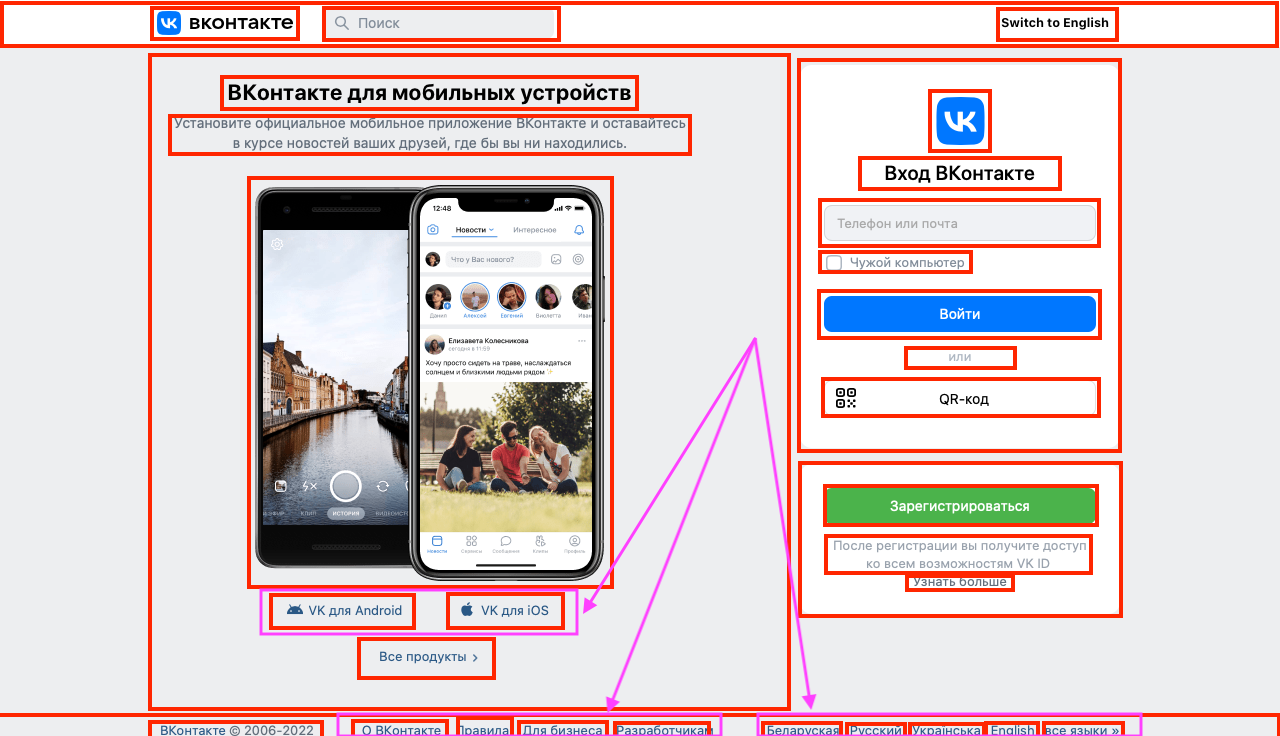 вконтакте
Поиск
Switch to English
ВКонтакте для мобильных устройств
Установите официальное мобильное приложение ВКонтакте и оставайтесь
в курсе новостей ваших друзей, где бы вы ни находились.
12:48
Новости
Интересное
Что у Вас нового?
Данил
Алексей
Евгений
Виолетта
Иван
Елизавета Колесникова
сегодня в 11:59
Хочу просто сидеть на траве, наслаждаться
солнцем и близкими людьми рядом ✨
КЛИП
ИСТОРИЯ
Новости
Сервисы
Сообщения
Клипы
Профиль
VK для Android
VK для iOS
Все продукты
Вход ВКонтакте
Телефон или почта
Чужой компьютер
Войти
или
QR-код
Зарегистрироваться
После регистрации вы получите доступ
ко всем возможностям VK ID
Узнать больше
ВКонтакте © 2006-2022
О ВКонтакте
Правила
Для бизнеса
Разработчикам
Беларуская
Русский
Українська
English
все языки »